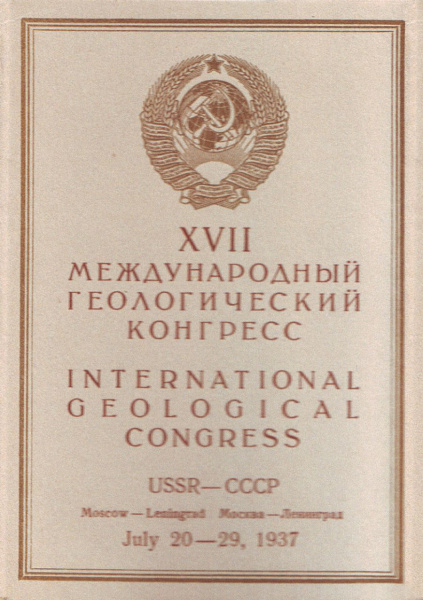 XVII
МЕЖДУНАРОДНЫЙ
ГЕОЛОГИЧЕСКИЙ
КОНГРЕСС
INTERNATIONAL
GEOLOGICAL
CONGRESS
USSR—СССР
Moscow—Leningrad Москва—Ленинград
July 20—29, 1937